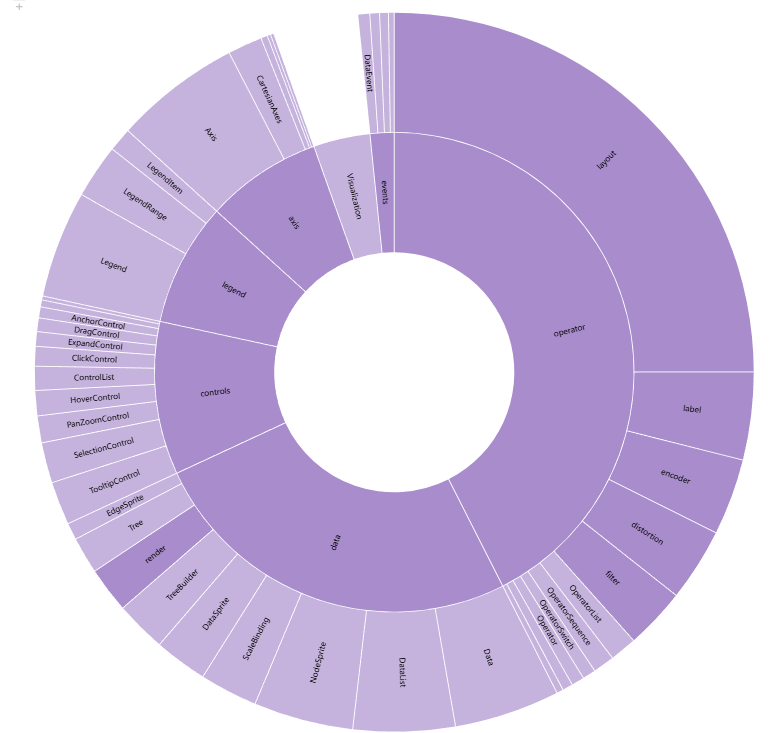 DataEvent
CartesianAxes
Axis
LegendItem
LegendRange
Legend
AnchorControl
DragControl
ExpandControl
ClickControl
ControlList
HoverControl
PanZoomControl
SelectionControl
TooltipControl
EdgeSprite
Tree
render
TreeBuilder
DataSprite
ScaleBinding
NodeSprite
DataList
Data
Operator
OperatorSwitch
OperatorSequence
OperatorList
filter
distortion
encoder
label
layout
events
Visualization
axis
legend
controls
data
operator